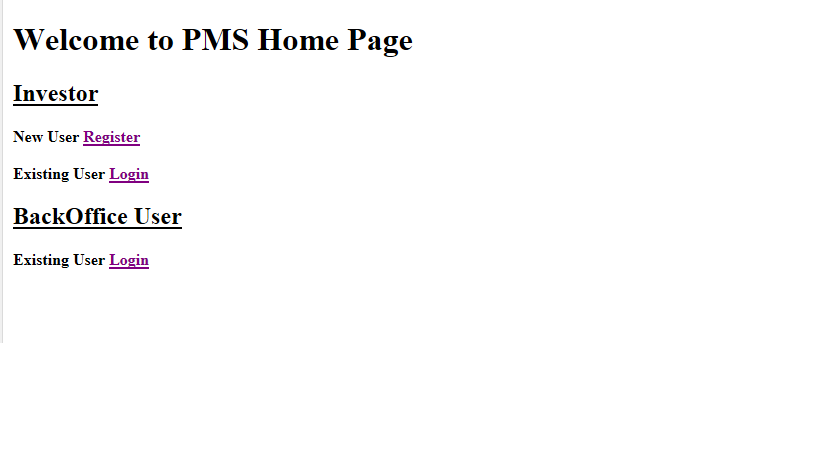 Welcome to PMS Home Page
Investor
New User Register
Existing User Login
BackOffice User
Existing User Login